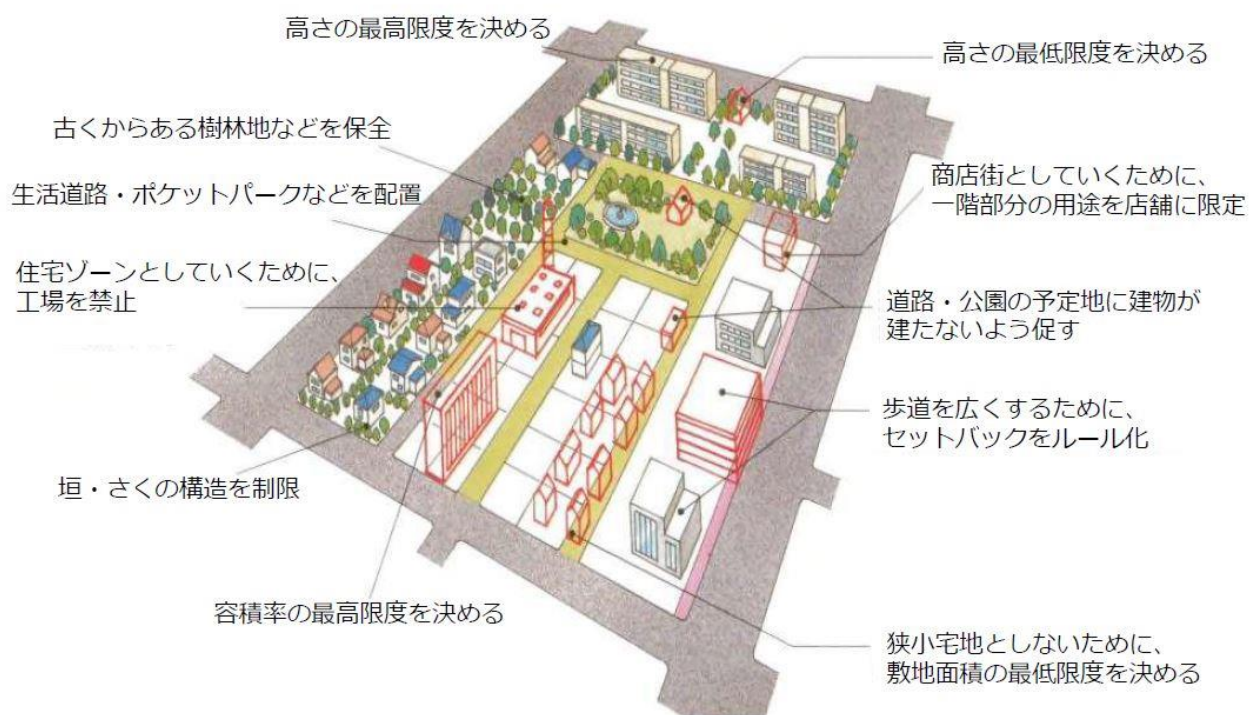 高さの最高限度を決める
高さの最低限度を決める
古くからある樹林地などを保全
生活道路・ポケットパークなどを配置
商店街としていくために、
一階部分の用途を店舗に限定
住宅ゾーンとしていくために、
工場を禁止
道路・公園の予定地に建物が
建たないよう促す
歩道を広くするために、
セットバックをルール化
垣・さくの構造を制限
容積率の最高限度を決める
狭小宅地としないために、
敷地面積の最低限度を決める